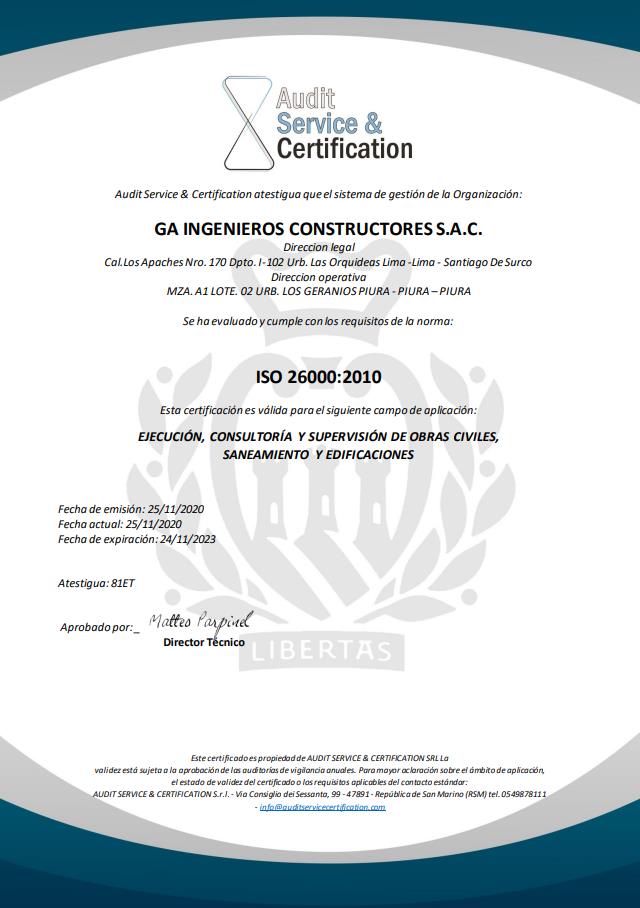 Audit
Service &
Certification
Audit Service & Certification atestigua que el sistema de gestión de la Organización:
GA INGENIEROS CONSTRUCTORES S.A.C.
Direccion legal
Cal.Los Apaches Nro. 170 Dpto. I-102 Urb. Las Orquideas Lima -Lima - Santiago De Surco
Direccion operativa
MZA. A1 LOTE. 02 URB. LOS GERANIOS PIURA - PIURA – PIURA
Se ha evaluado y cumple con los requisitos de la norma:
ISO 26000:2010
Esta certificación es válida para el siguiente campo de aplicación:
EJECUCIÓN, CONSULTORÍA Y SUPERVISIÓN DE OBRAS CIVILES,
SANEAMIENTO Y EDIFICACIONES
Fecha de emisión: 25/11/2020
Fecha actual: 25/11/2020
Fecha de expiración: 24/11/2023
Atestigua: 81ET
Aprobado por:_ Matteo Parpinel
Director Técnico
LIBERTAS
Este certificado es propiedad de AUDIT SERVICE & CERTIFICATION SRL La
validez está sujeta a la aprobación de las auditorías de vigilancia anuales. Para mayor aclaración sobre el ámbito de aplicación,
el estado de validez del certificado o los requisitos aplicables del contacto estándar:
AUDIT SERVICE & CERTIFICATION S.r.l. - Via Consiglio dei Sessanta, 99 - 47891 - República de San Marino (RSM) tel. 0549878111
- info@auditservicecertification.com